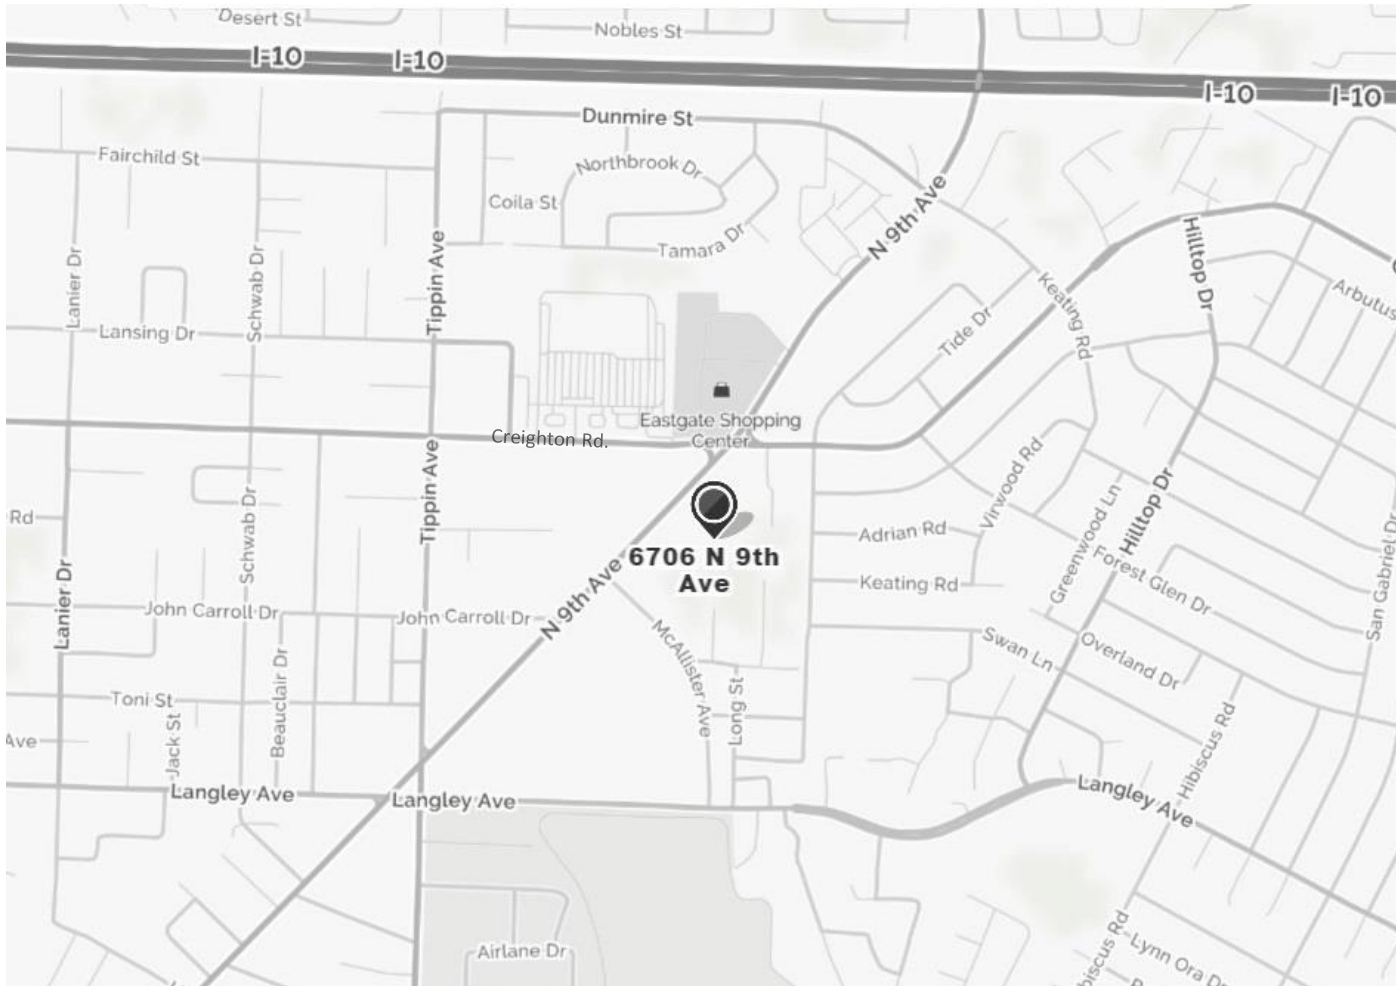 Desert St
Nobles St
I-10
I-10
I-10
I-10
Dunmire St
Fairchild St
Northbrook Dr
Coila St
N 9th Ave
Tamara Dr
Hilltop Dr
Lanier Dr
Schwab Dr
Tippin Ave
Keating Rd
Arbutus
Lansing Dr
Tide Dr
Eastgate Shopping
Center
Creighton Rd.
Tippin Ave
Schwab Dr
Virwood Rd
Greenwood Ln
Hilltop Dr
Rd
Adrian Rd
6706 N 9th
Ave
Keating Rd
Forest Glen Dr
San Gabriel Dr
Lanier Dr
John Carroll Dr
John Carroll Dr
N 9th Ave
McAllister Ave
Swan Ln
Overland Dr
Beauclair Dr
Toni St
Long St
Jack St
Ave
Hibiscus Rd
Langley Ave
Langley Ave
Langley Ave
Airlane Dr
biscus Rd
Lynn Ora Dr